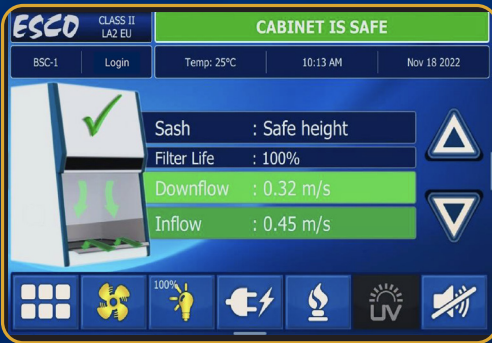 ESCO
CLASS II
LA2 EU
CABINET IS SAFE
BSC-1
Login
Temp: 25°C
10:13 AM
Nov 18 2022
Sash : Safe height
Filter Life : 100%
Downflow : 0.32 m/s
Inflow : 0.45 m/s
100%
UV